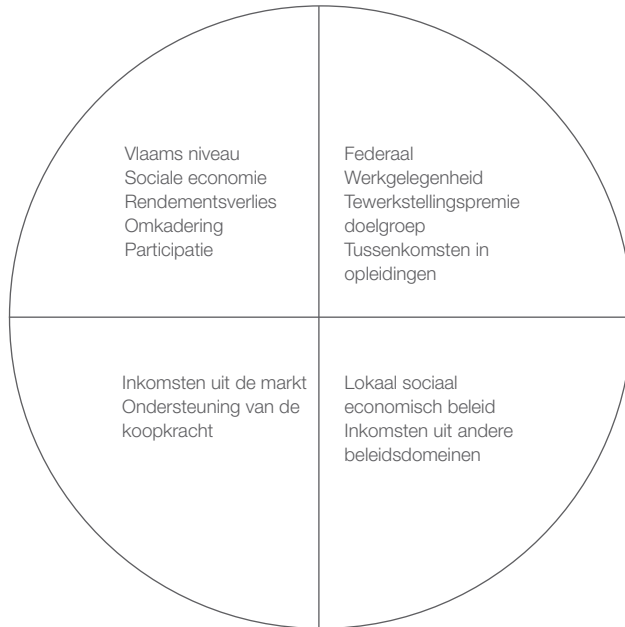 Vlaams niveau
Sociale economie
Rendementsverlies
Omkadering
Participatie
Federaal
Werkgelegenheid
Tewerkstellingspremie
doelgroep
Tussenkomsten in
opleidingen
Inkomsten uit de markt
Ondersteuning van de
koopkracht
Lokaal sociaal
economisch beleid
Inkomsten uit andere
beleidsdomeinen